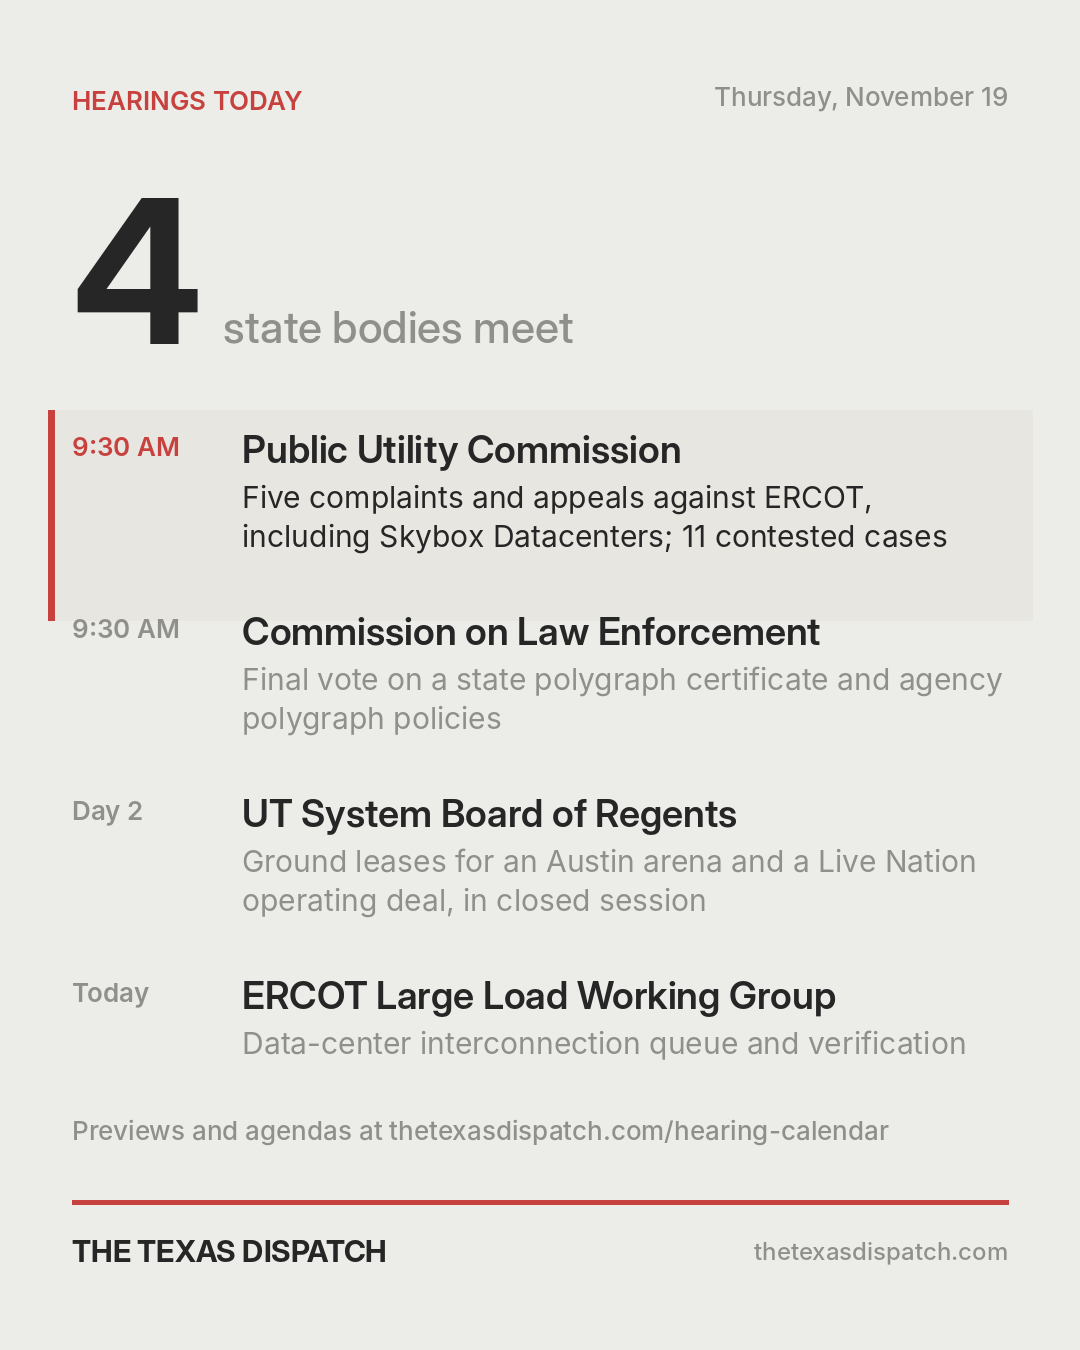 HEARINGS TODAY
Thursday, November 19
4 state bodies meet
9:30 AM
Public Utility Commission
Five complaints and appeals against ERCOT,
including Skybox Datacenters; 11 contested cases
9:30 AM
Commission on Law Enforcement
Final vote on a state polygraph certificate and agency
polygraph policies
Day 2
UT System Board of Regents
Ground leases for an Austin arena and a Live Nation
operating deal, in closed session
Today
ERCOT Large Load Working Group
Data-center interconnection queue and verification
Previews and agendas at thetexasdispatch.com/hearing-calendar
THE TEXAS DISPATCH
thetexasdispatch.com